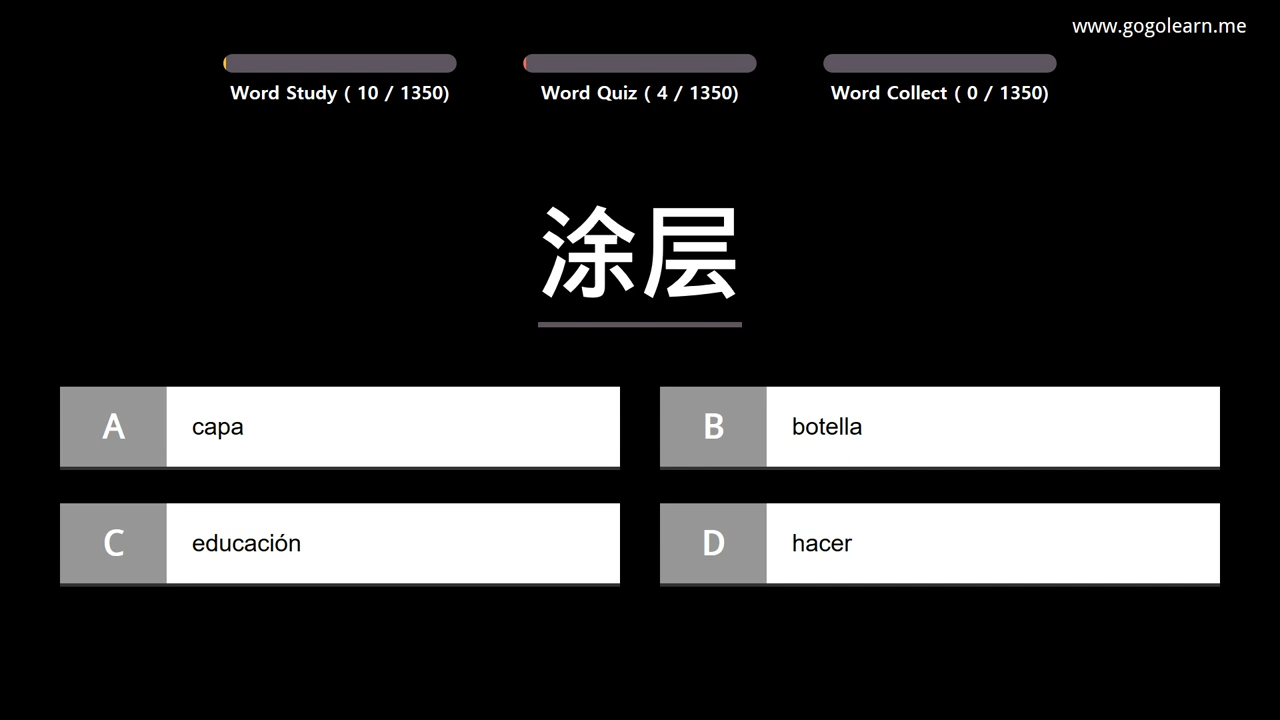 www.gogolearn.me
Word Study ( 10 / 1350)
Word Quiz ( 4 / 1350)
Word Collect ( 0 / 1350)
涂层
A capa
B botella
C educación
D hacer